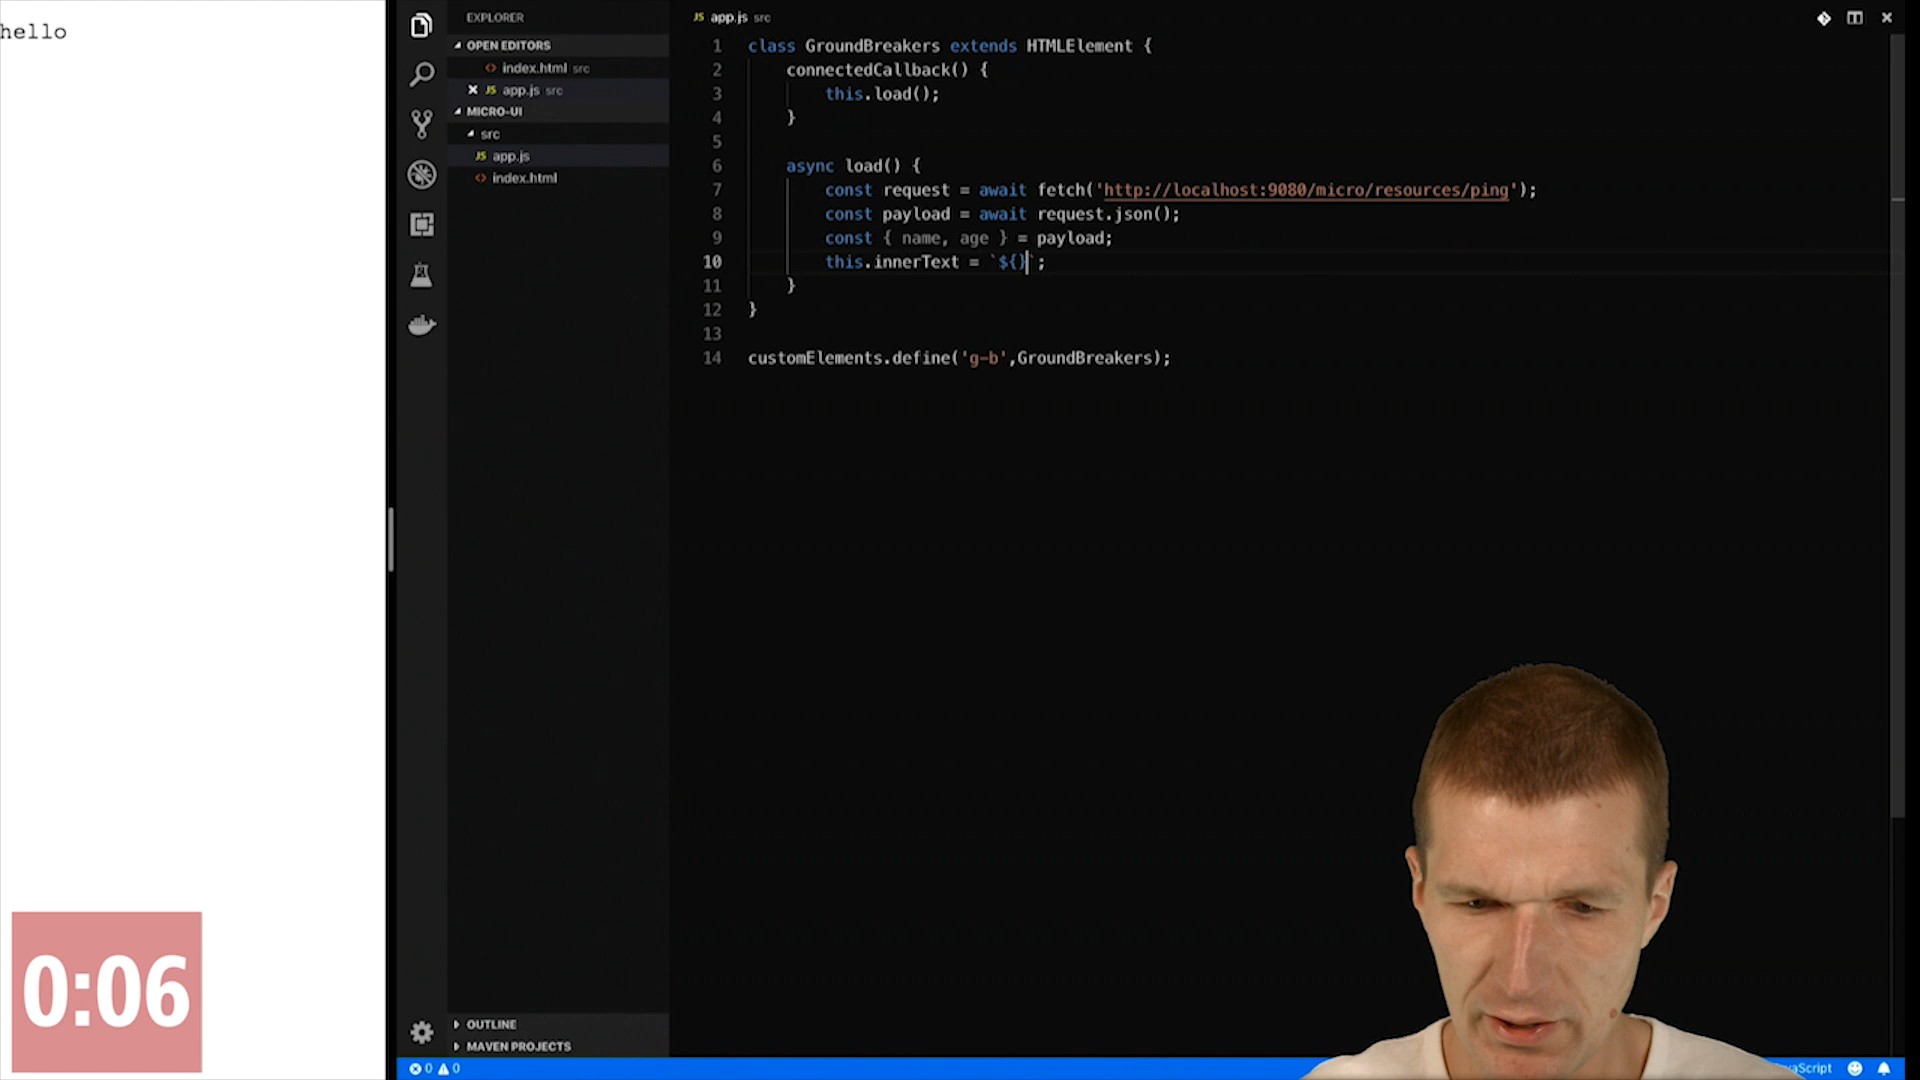 hello
0:06
EXPLORER
OPEN EDITORS
<> index.html src
JS app.js src
MICRO-UI
src
JS app.js
<> index.html
OUTLINE
MAVEN PROJECTS
0 0
JS app.js src
1 class GroundBreakers extends HTMLElement {
2 connectedCallback() {
3 this.load();
4 }
5
6 async load() {
7 const request = await fetch('http://localhost:9080/micro/resources/ping');
8 const payload = await request.json();
9 const { name, age } = payload;
10 this.innerText = `${}`;
11 }
12 }
13
14 customElements.define('g-b',GroundBreakers);